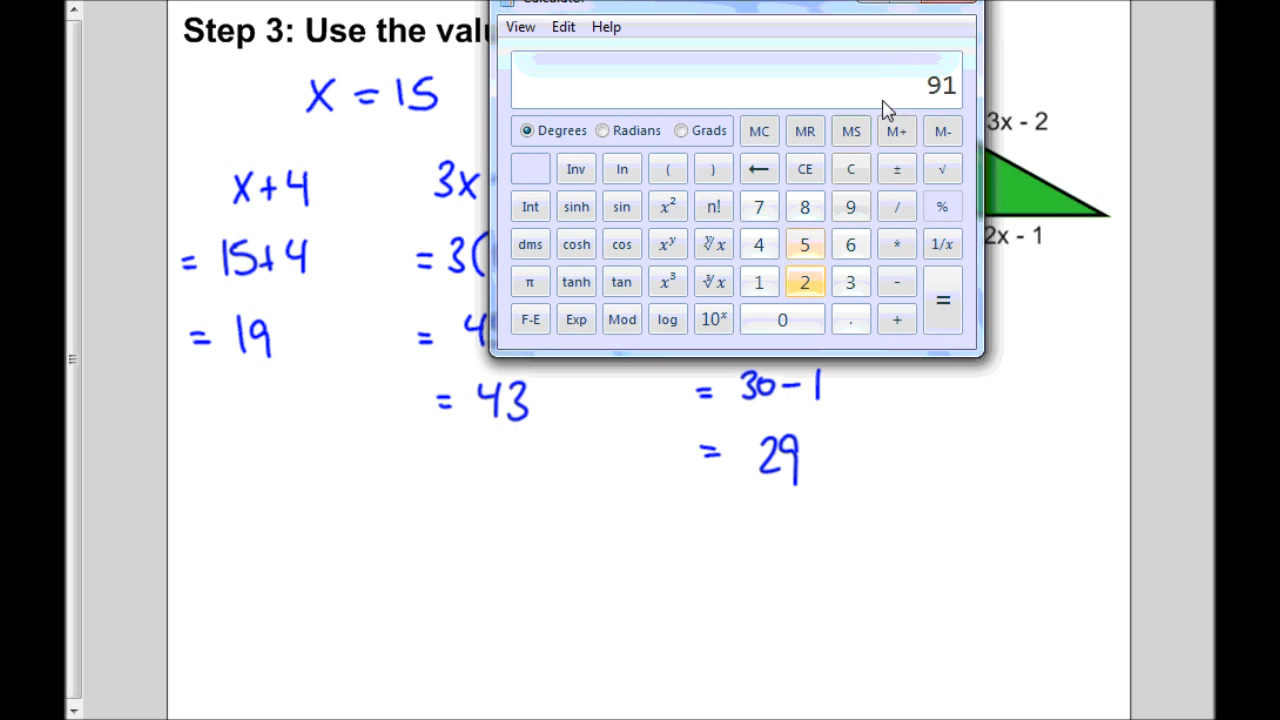 Step 3: Use the
x = 15
x + 4
= 15 + 4
= 19
3x
= 3(
= 4
= 43
= 30 - 1
= 29
3x - 2
2x - 1
View Edit Help
91
Degrees Radians Grads MC MR MS M+ M-
Inv ln ( ) ← CE C ± √
Int sinh sin x² n! 7 8 9 / %
dms cosh cos xʸ ʸ√x 4 5 6 * 1/x
π tanh tan x³ ³√x 1 2 3 - =
F-E Exp Mod log 10ˣ 0 . +